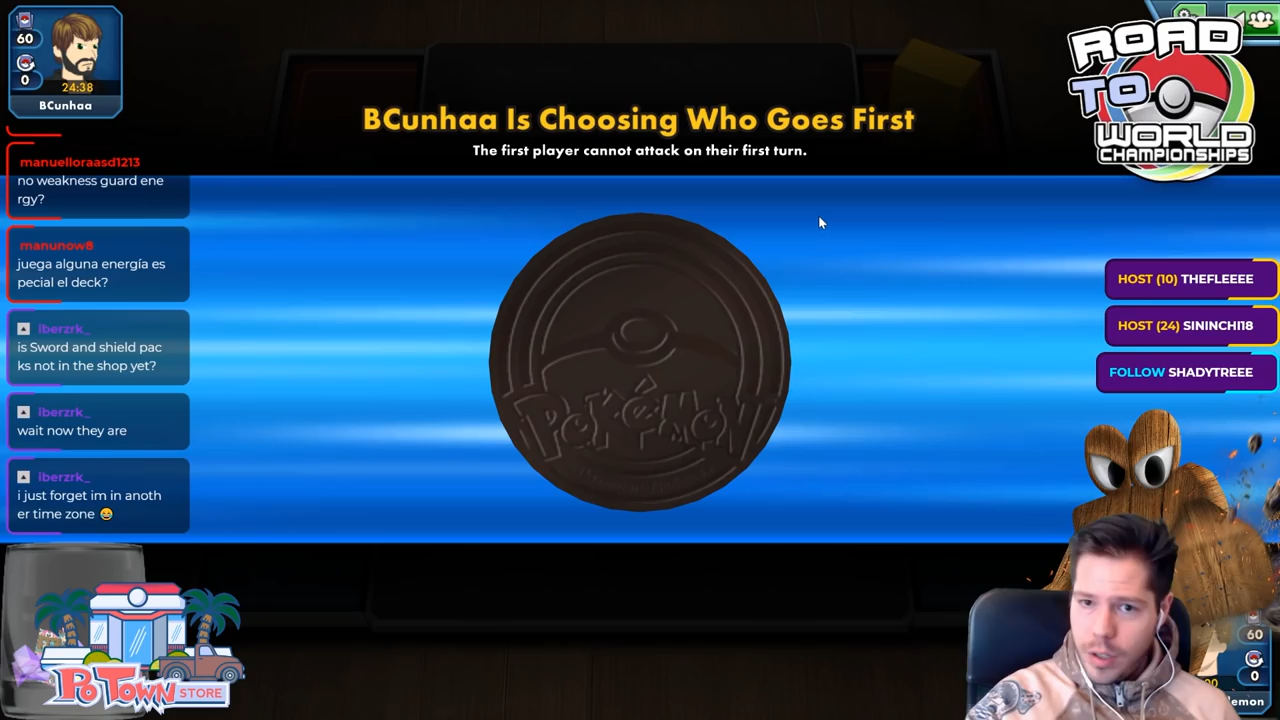 60
0
24:38
BCunhaa
BCunhaa Is Choosing Who Goes First
The first player cannot attack on their first turn.
ROAD
TO
WORLD
CHAMPIONSHIPS
manuelloraasd1213
no weakness guard ene
rgy?
manunow8
juega alguna energía es
pecial el deck?
iberzrk_
is Sword and shield pac
ks not in the shop yet?
iberzrk_
wait now they are
iberzrk_
i just forget im in anoth
er time zone
POKéMON
HOST (10) THEFLEEEE
HOST (24) SININCHI18
FOLLOW SHADYTREEE
PoTown
STORE
60
0